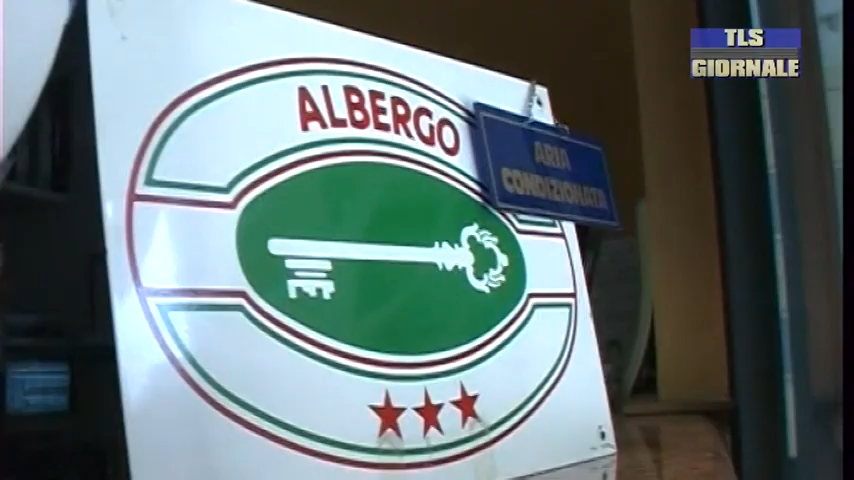 TLS
GIORNALE
ALBERGO
ARIA
CONDIZIONATA